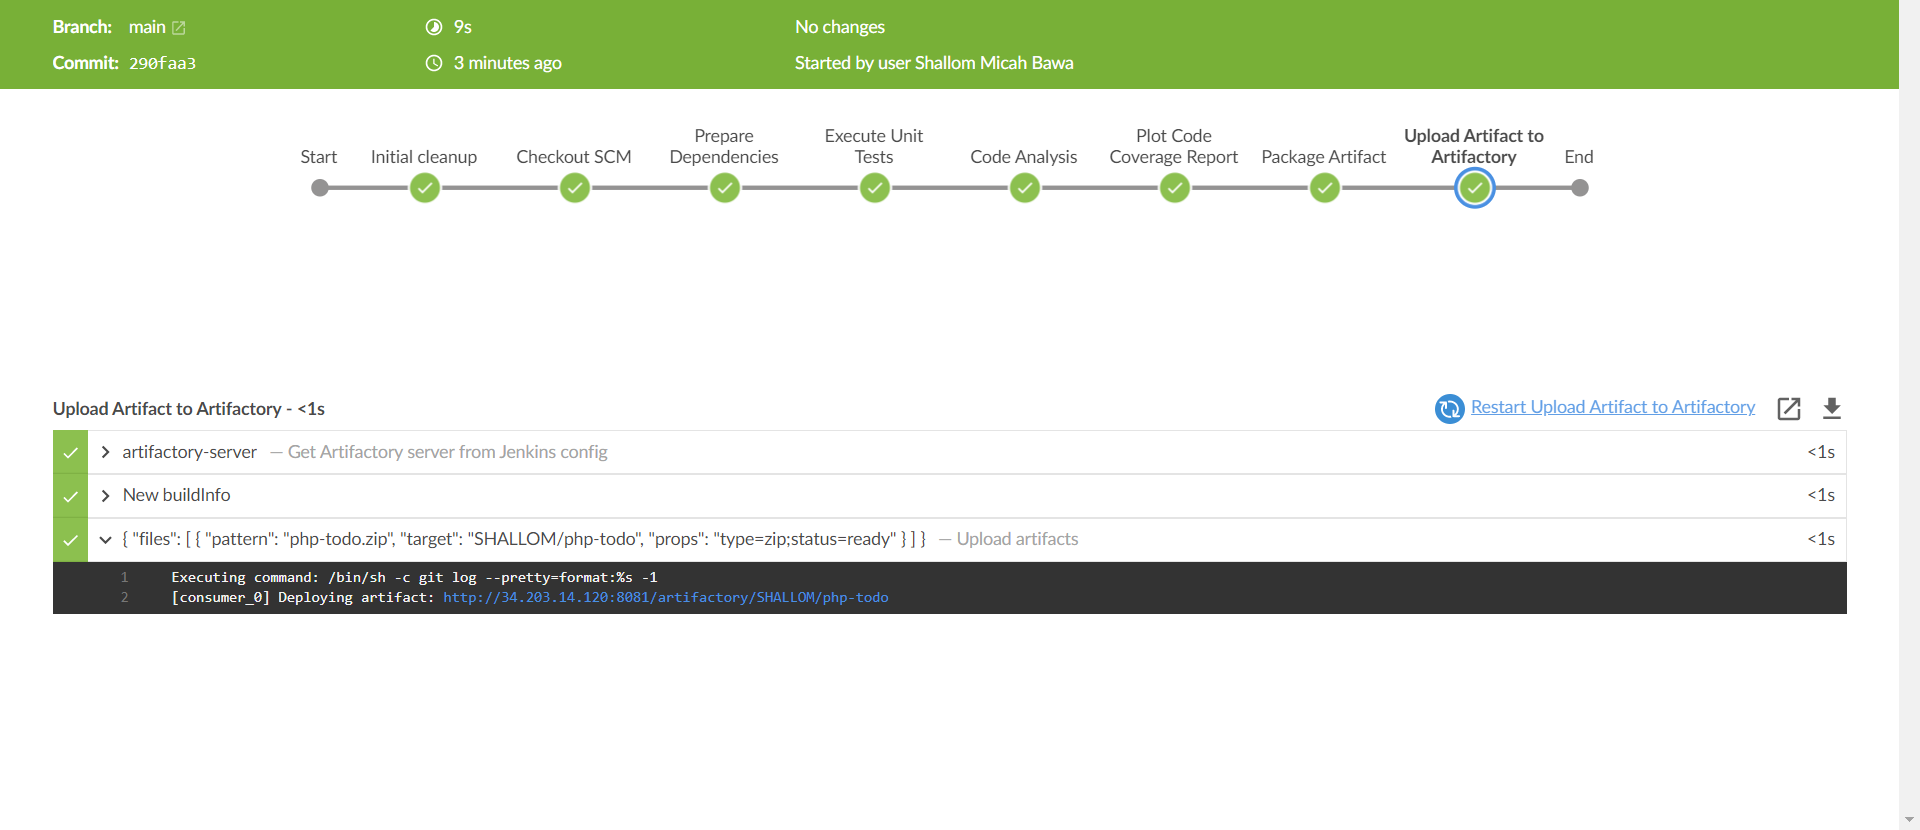 Branch: main 9s No changes
Commit: 290faa3 3 minutes ago Started by user Shallom Micah Bawa
Start
Initial cleanup
Checkout SCM
Prepare
Dependencies
Execute Unit
Tests
Code Analysis
Plot Code
Coverage Report
Package Artifact
Upload Artifact to
Artifactory
End
Upload Artifact to Artifactory - <1s Restart Upload Artifact to Artifactory
artifactory-server — Get Artifactory server from Jenkins config <1s
New buildInfo <1s
{ "files": [ { "pattern": "php-todo.zip", "target": "SHALLOM/php-todo", "props": "type=zip;status=ready" } ] } — Upload artifacts <1s
1 Executing command: /bin/sh -c git log --pretty=format:%s -1
2 [consumer_0] Deploying artifact: http://34.203.14.120:8081/artifactory/SHALLOM/php-todo